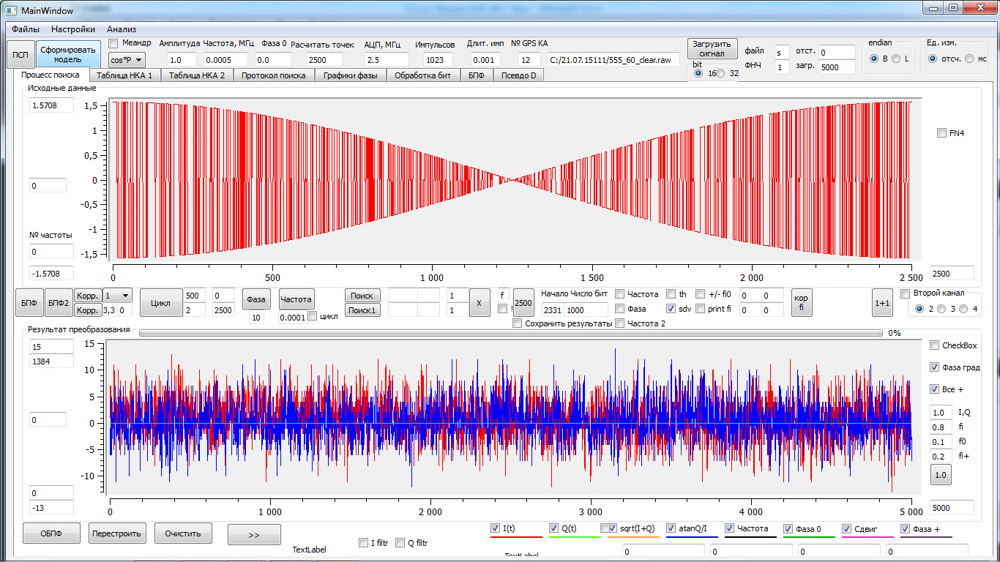 MainWindow
Файлы Настройки Анализ
ПСП Сформировать модель Меандр Амплитуда Частота, МГц Фаза 0 Расчитать точек АЦП, МГц Импульсов Длит. имп № GPS КА Загрузить сигнал файл s отст. 0 endian Ед. изм.
cos*P 1.0 0.0005 0.0 2500 2.5 1023 0.001 12 C:/21.07.15111/555_60_clear.raw bit 16 32 ФНЧ 1 загр. 5000 B L отсч. мс
Процесс поиска Таблица НКА 1 Таблица НКА 2 Протокол поиска Графики фазы Обработка бит БПФ Псевдо D
Исходные данные
1.5708 1,5
1 FN4
0,5
0 0
-0,5
№ частоты -1
0 -1,5
-1.5708 0 500 1 000 1 500 2 000 2 500 2500
БПФ БПФ2 Корр. 1 Цикл 500 0 Фаза Частота Поиск 1 X f 2500 Начало Число бит Частота th +/- fi0 0 0 кор fi 1+1 Второй канал
Корр. 3,3 0 2 2500 10 0.0001 цикл Поиск1 1 ! 2331 1000 Фаза sdv print fi 0 0 2 3 4
Сохранить результаты Частота 2
Результат преобразования 0%
15 15 CheckBox
1384 10 Фаза град
5 Все +
0 0 1.0 I,Q
0.8 fi
-5 0.1 f0
0.2 fi+
-10 1.0
0
-13 0 1 000 2 000 3 000 4 000 5 000 5000
ОБПФ Перестроить Очистить >> I(t) Q(t) sqrt(I+Q) atanQ/I Частота Фаза 0 Сдвиг Фаза +
TextLabel I filtr Q filtr TextLabel 0 0 0 0